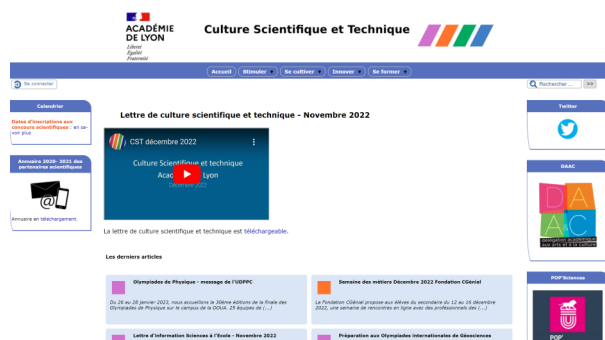 ACADÉMIE
DE LYON
Liberté
Égalité
Fraternité
Culture Scientifique et Technique
Accueil
Stimuler
Se cultiver
Innover
Se former
Se connecter
Rechercher ...
>>
Calendrier
Dates d'inscriptions aux
concours scientifiques : en sa-
voir plus
Annuaire 2020- 2021 des
partenaires scientifiques
Annuaire en téléchargement.
Lettre de culture scientifique et technique - Novembre 2022
CST décembre 2022
Culture Scientifique et technique
Académie Lyon
Décembre 2022
La lettre de culture scientifique et technique est téléchargeable.
Les derniers articles
Olympiades de Physique - message de l'UDPPC
Du 26 au 28 janvier 2023, nous accueillons la 30ème éditions de la finale des
Olympiades de Physique sur le campus de la DOUA. 25 équipes de (...)
Semaine des métiers Décembre 2022 Fondation CGénial
La Fondation CGénial propose aux élèves du secondaire du 12 au 16 décembre
2022, une semaine de rencontres en ligne avec des professionnels des (...)
Lettre d'information Sciences à l'Ecole - Novembre 2022
Préparation aux Olympiades Internationales de Géosciences
Twitter
DAAC
DA
AC
délégation académique
aux arts et à la culture
POP'Sciences
POP'